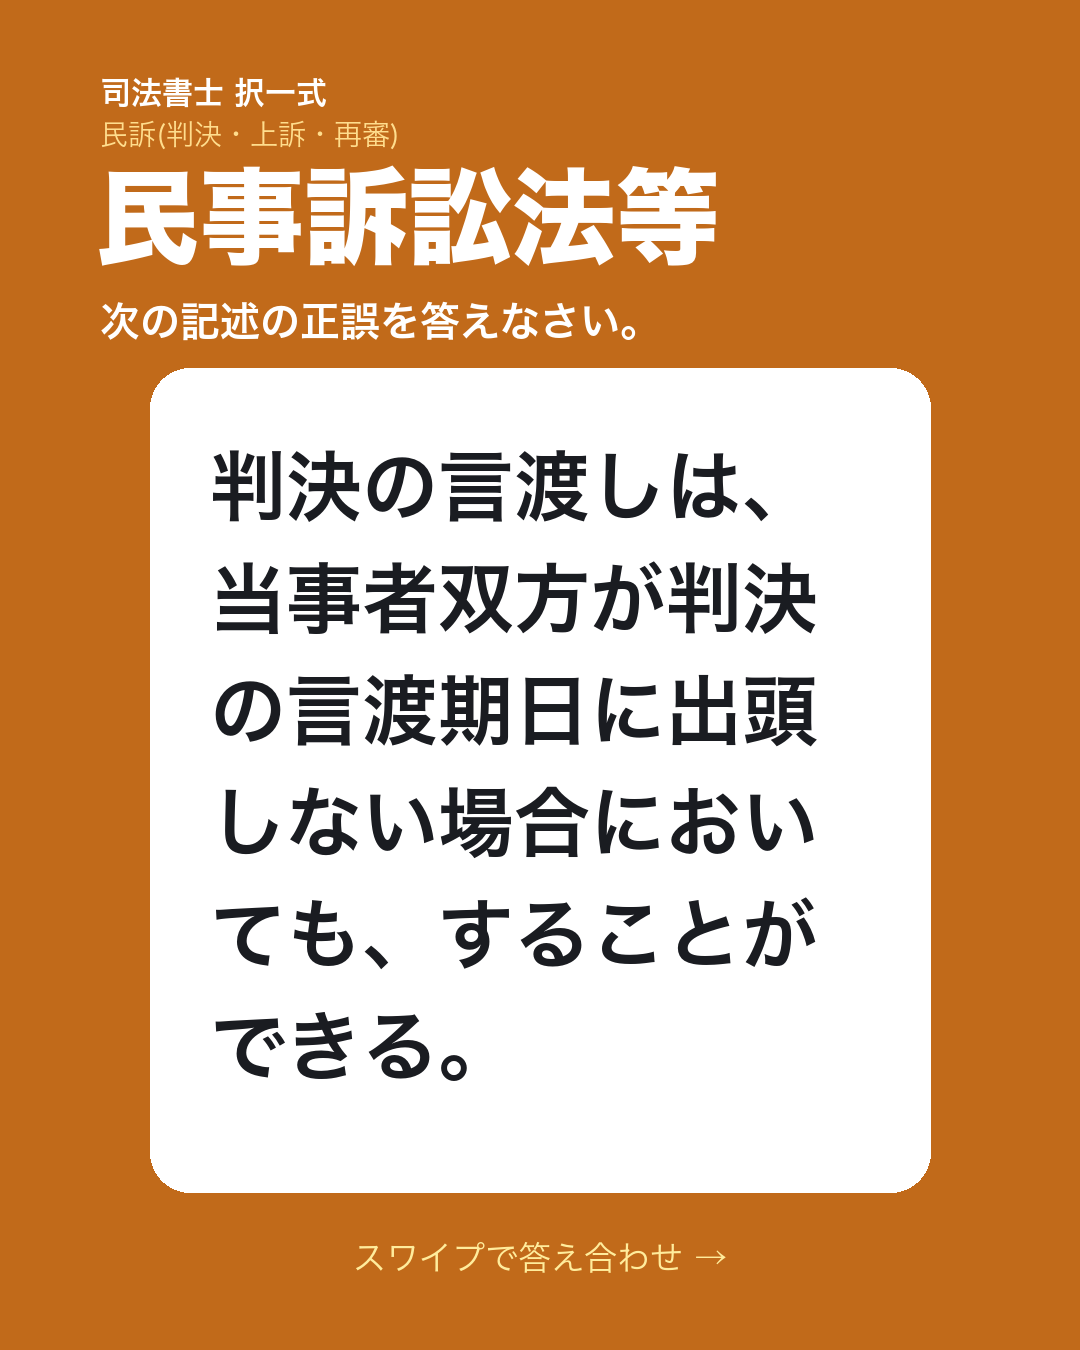 司法書士 択一式
民訴(判決・上訴・再審)
民事訴訟法等
次の記述の正誤を答えなさい。
判決の言渡しは、
当事者双方が判決
の言渡期日に出頭
しない場合におい
ても、することが
できる。
スワイプで答え合わせ →